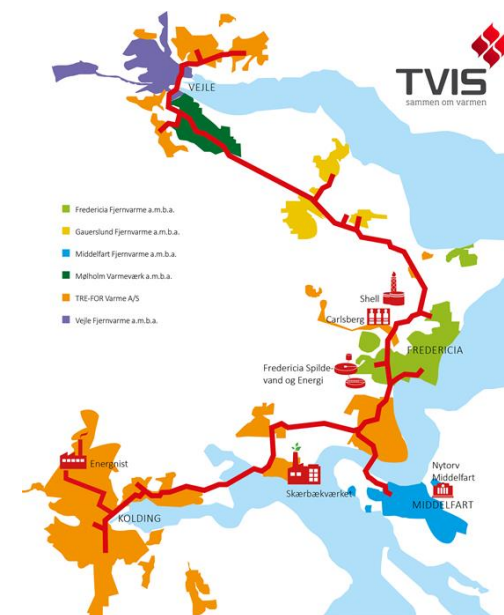 TVIS
sammen om varmen
VEJLE
Fredericia Fjernvarme a.m.b.a.
Gauerslund Fjernvarme a.m.b.a.
Middelfart Fjernvarme a.m.b.a.
Mølholm Varmeværk a.m.b.a.
TRE-FOR Varme A/S
Vejle Fjernvarme a.m.b.a.
Shell
Carlsberg
FREDERICIA
Fredericia Spilde-
vand og Energi
Energnist
Skærbækværket
Nytorv
Middelfart
MIDDELFART
KOLDING